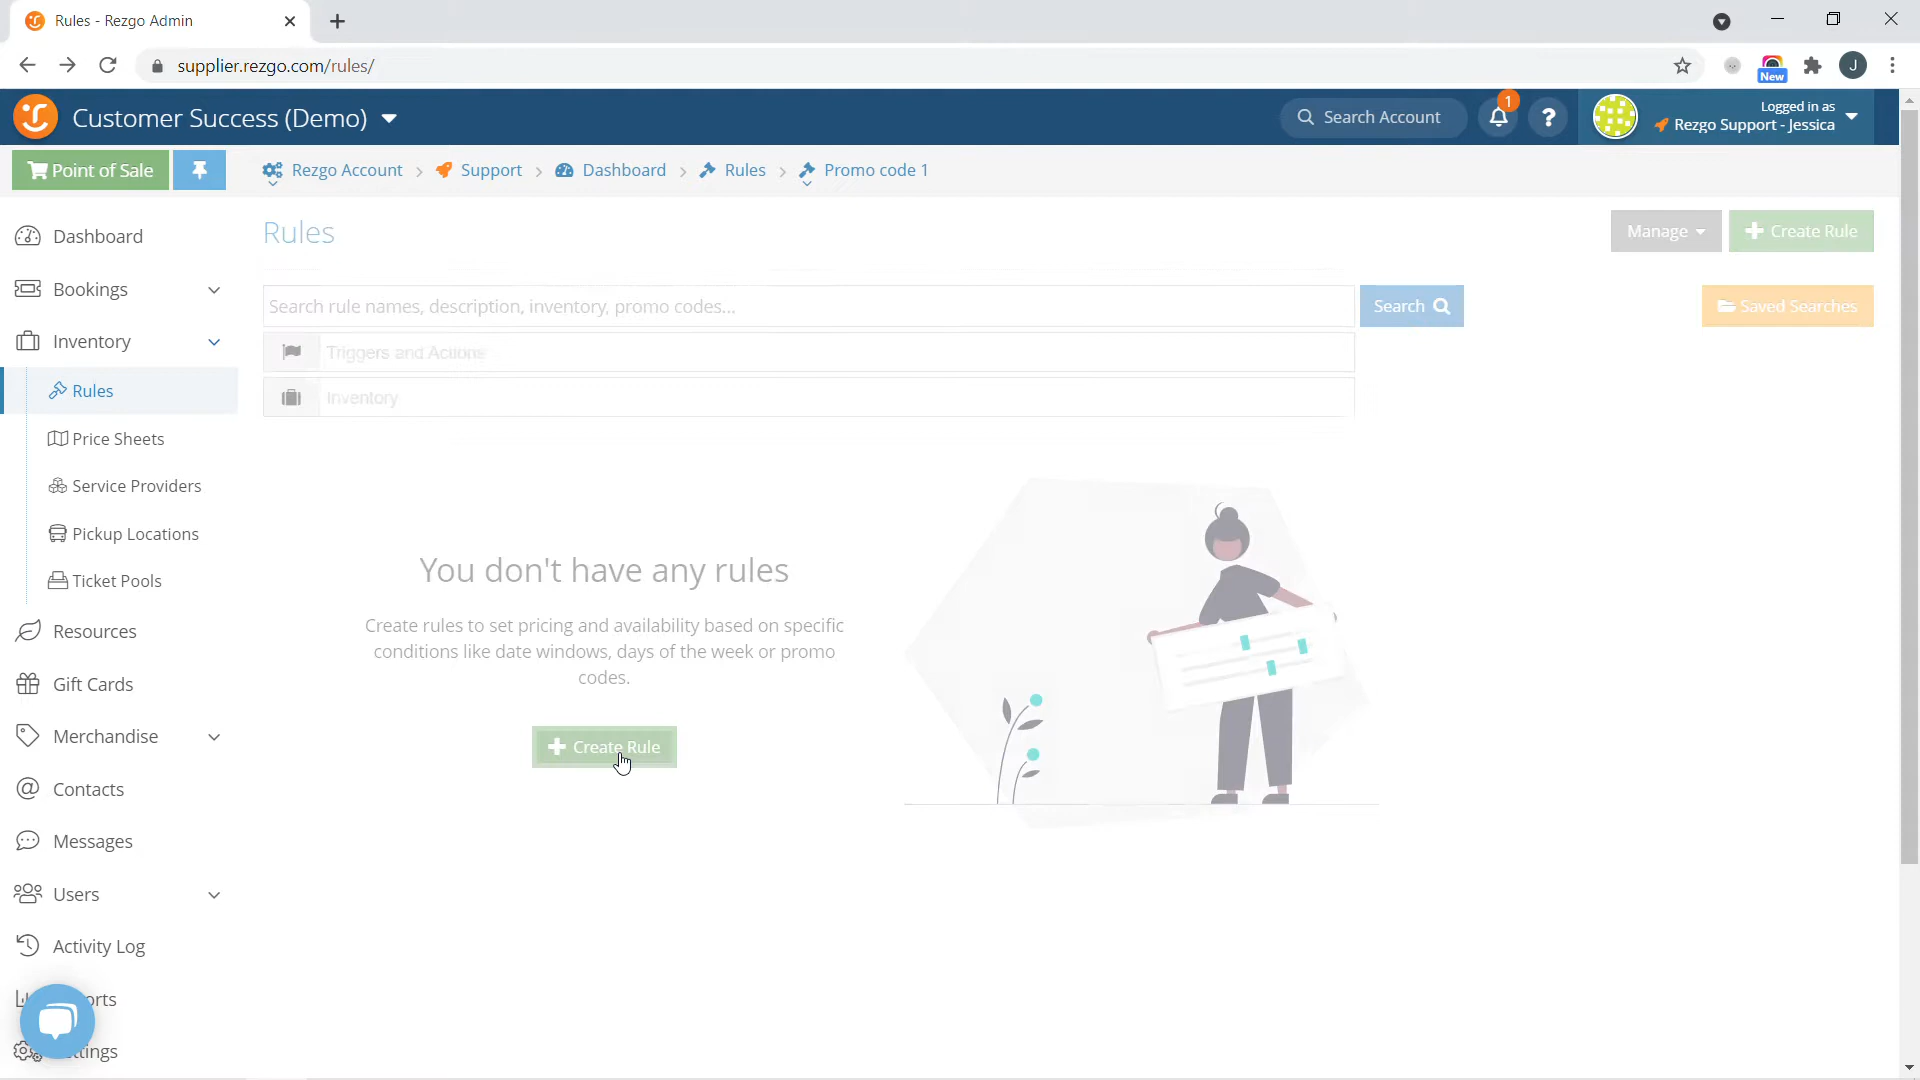 Rules - Rezgo Admin
supplier.rezgo.com/rules/
New
J
Customer Success (Demo)
Search Account
1
?
Logged in as
Rezgo Support - Jessica
Point of Sale
Rezgo Account
Support
Dashboard
Rules
Promo code 1
Dashboard
Bookings
Inventory
Rules
Price Sheets
Service Providers
Pickup Locations
Ticket Pools
Resources
Gift Cards
Merchandise
Contacts
Messages
Users
Activity Log
orts
ttings
Rules
Manage
Create Rule
Search rule names, description, inventory, promo codes...
Search
Saved Searches
Triggers and Actions
Inventory
You don't have any rules
Create rules to set pricing and availability based on specific
conditions like date windows, days of the week or promo
codes.
Create Rule